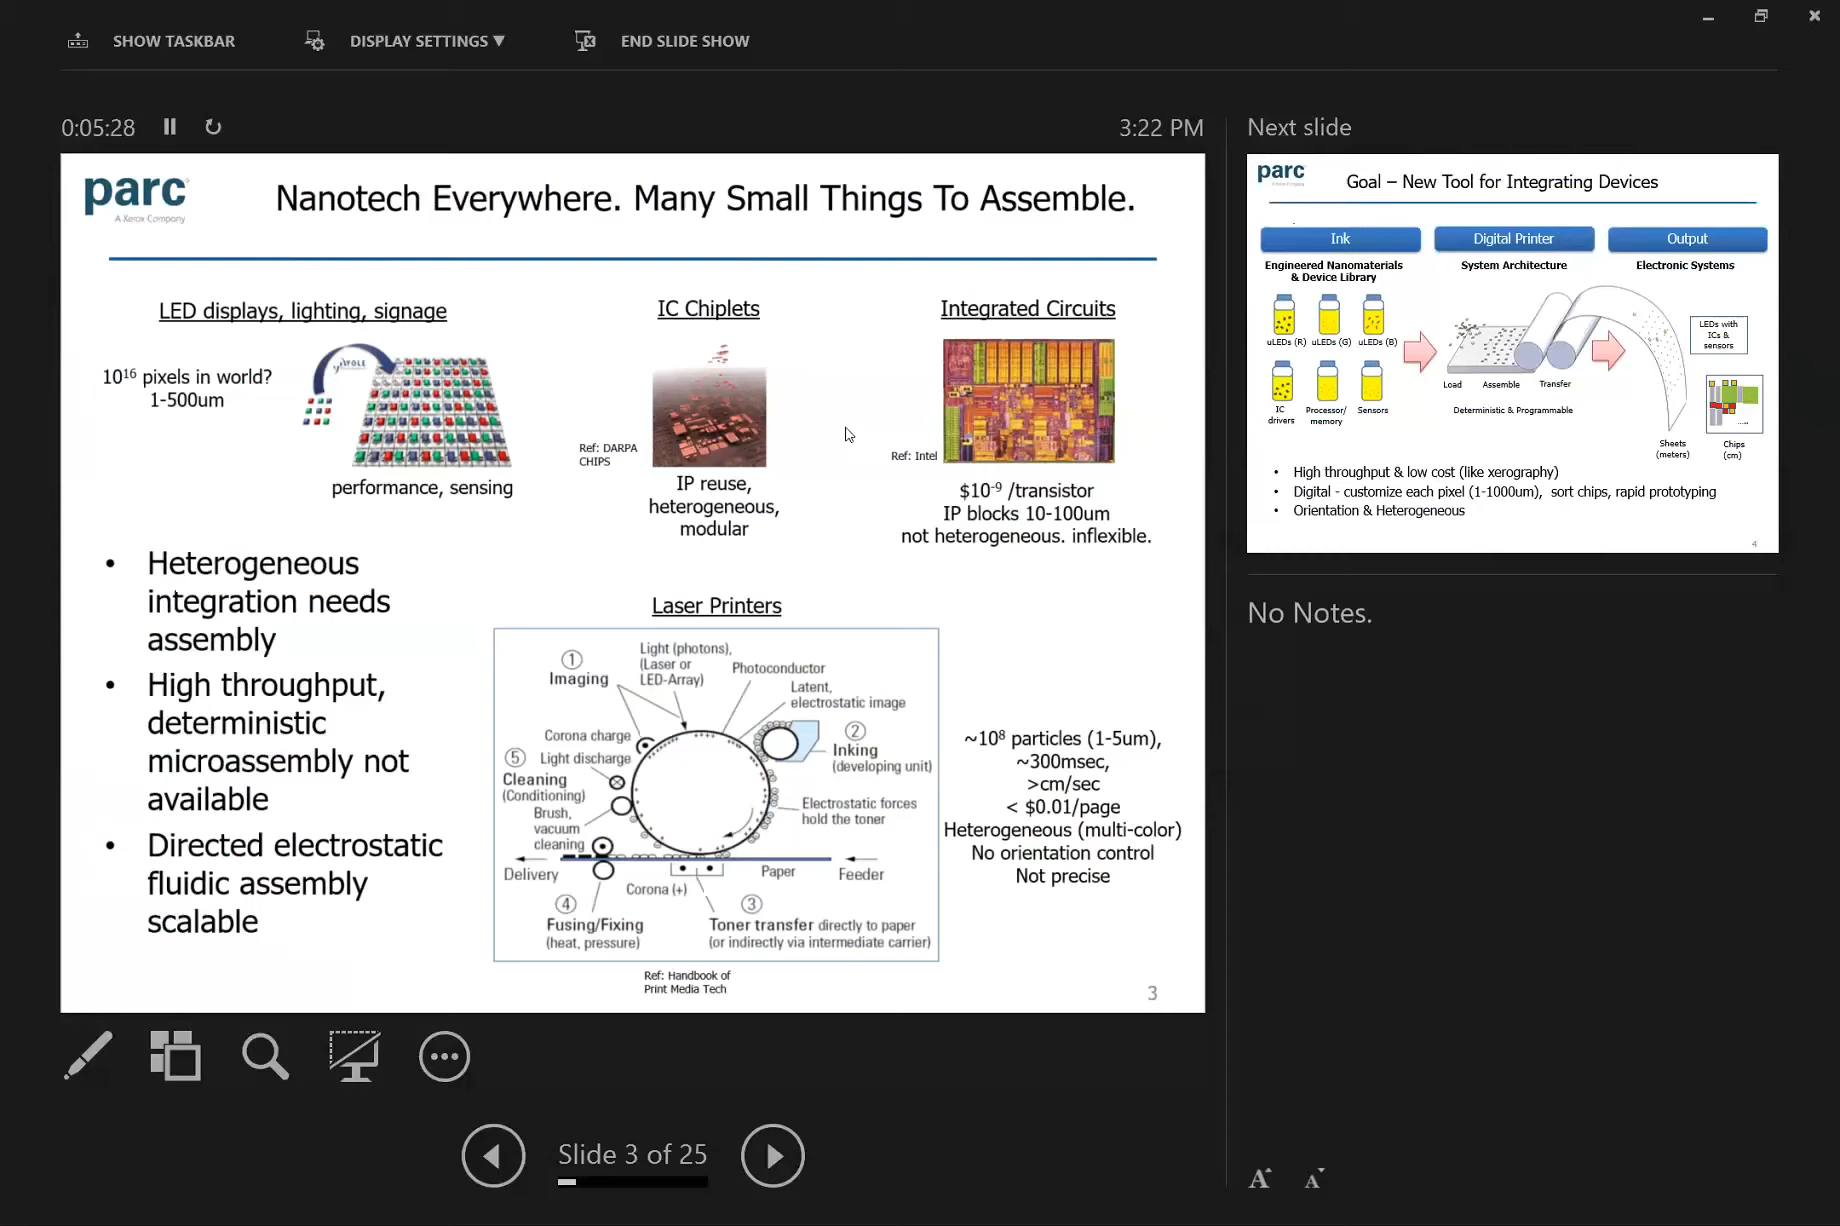 SHOW TASKBAR
DISPLAY SETTINGS ▼
END SLIDE SHOW
0:05:28
3:22 PM
parc
A Xerox Company
Nanotech Everywhere. Many Small Things To Assemble.
LED displays, lighting, signage
10¹⁶ pixels in world?
1-500um
performance, sensing
IC Chiplets
Ref: DARPA
CHIPS
IP reuse,
heterogeneous,
modular
Integrated Circuits
Ref: Intel
$10⁻⁹ /transistor
IP blocks 10-100um
not heterogeneous. inflexible.
• Heterogeneous
integration needs
assembly
• High throughput,
deterministic
microassembly not
available
• Directed electrostatic
fluidic assembly
scalable
Laser Printers
①
Imaging
Light (photons),
(Laser or
LED-Array)
Photoconductor
Latent,
electrostatic image
Corona charge
②
Inking
(developing unit)
⑤
Light discharge
Cleaning
(Conditioning)
Brush,
vacuum
cleaning
Electrostatic forces
hold the toner
Delivery
Corona (+)
Paper
Feeder
④
Fusing/Fixing
(heat, pressure)
③
Toner transfer directly to paper
(or indirectly via intermediate carrier)
Ref: Handbook of
Print Media Tech
~10⁸ particles (1-5um),
~300msec,
>cm/sec
< $0.01/page
Heterogeneous (multi-color)
No orientation control
Not precise
3
Slide 3 of 25
Next slide
parc
Goal – New Tool for Integrating Devices
Ink
Digital Printer
Output
Engineered Nanomaterials
& Device Library
System Architecture
Electronic Systems
uLEDs (R) uLEDs (G) uLEDs (B)
IC
drivers
Processor/
memory
Sensors
Load
Assemble
Transfer
Deterministic & Programmable
LEDs with
ICs &
sensors
Sheets
(meters)
Chips
(cm)
• High throughput & low cost (like xerography)
• Digital - customize each pixel (1-1000um), sort chips, rapid prototyping
• Orientation & Heterogeneous
4
No Notes.
A
A